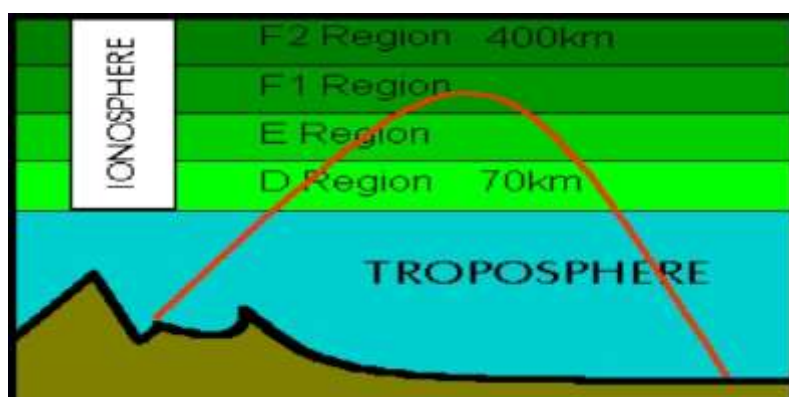 IONOSPHERE
F2 Region 400km
F1 Region
E Region
D Region 70km
TROPOSPHERE